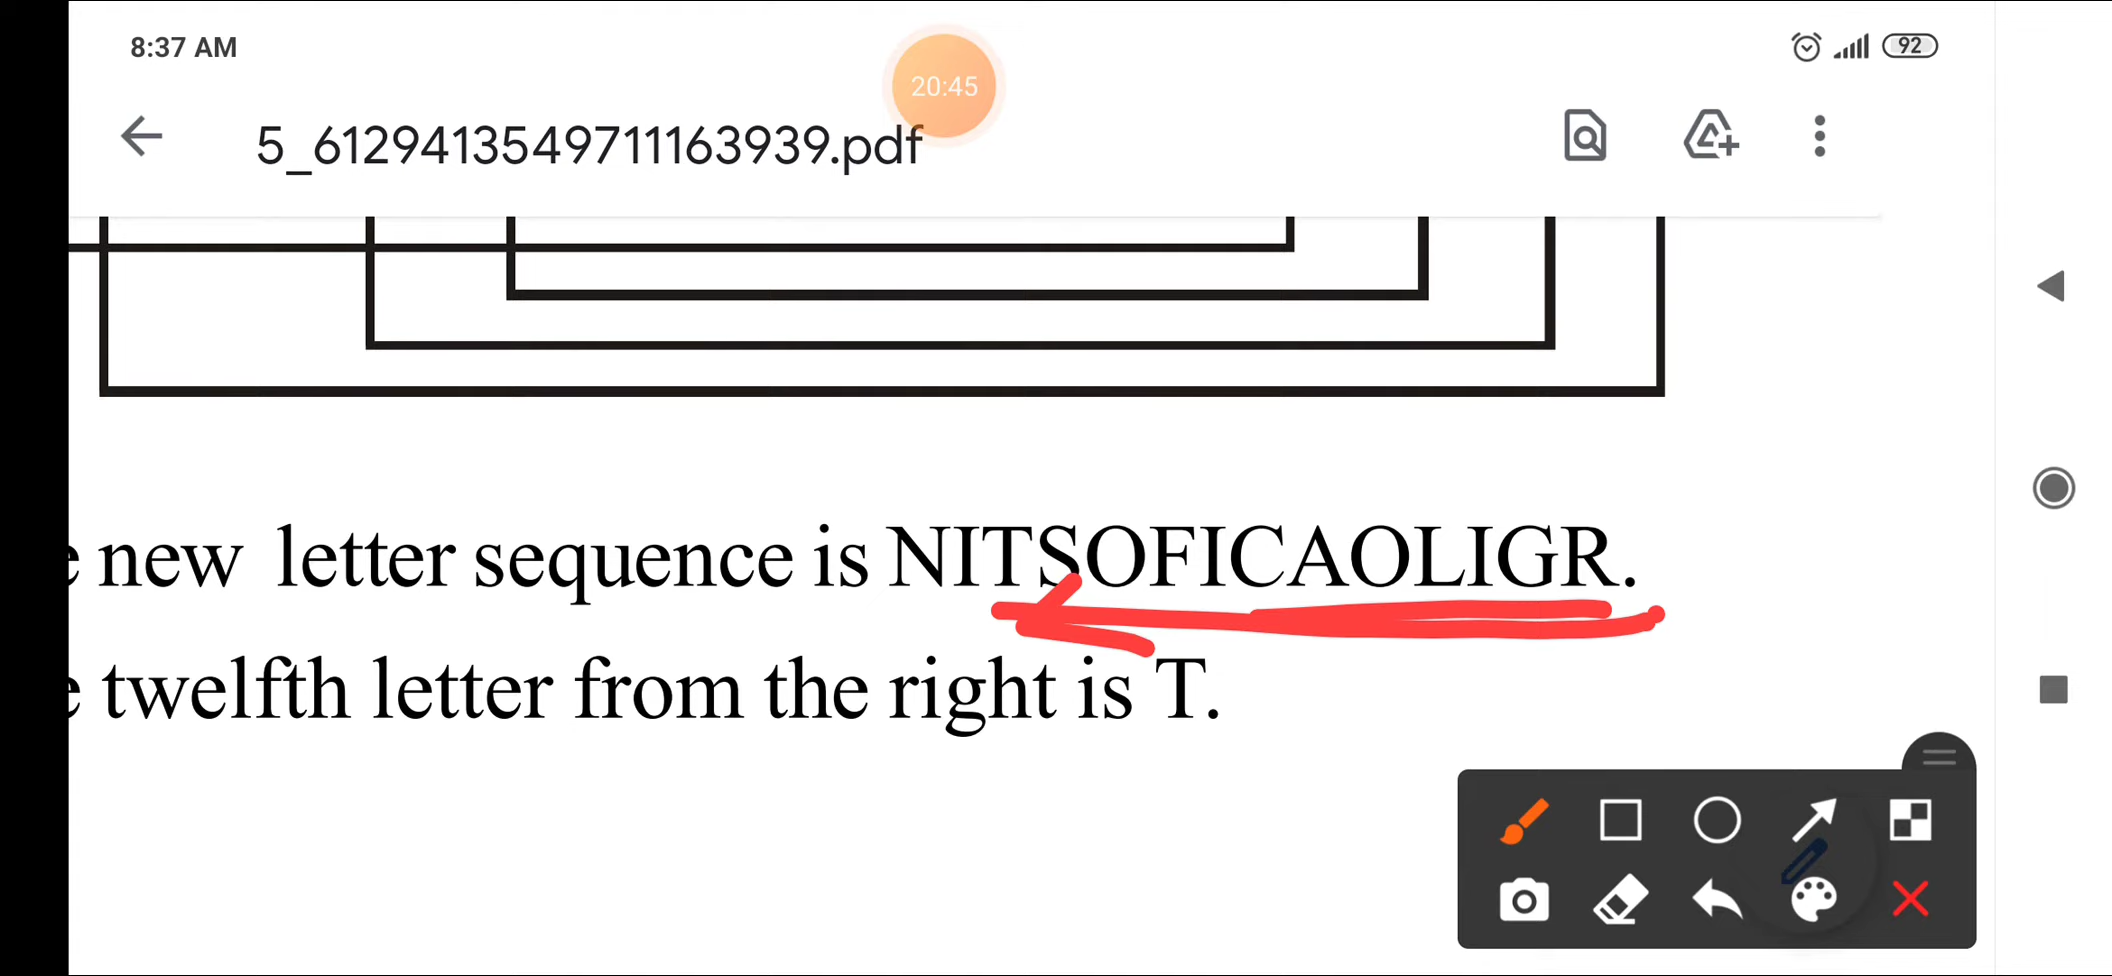 8:37 AM
20:45
92
5_6129413549711163939.pdf
e new letter sequence is NITSOFICAOLIGR.
e twelfth letter from the right is T.